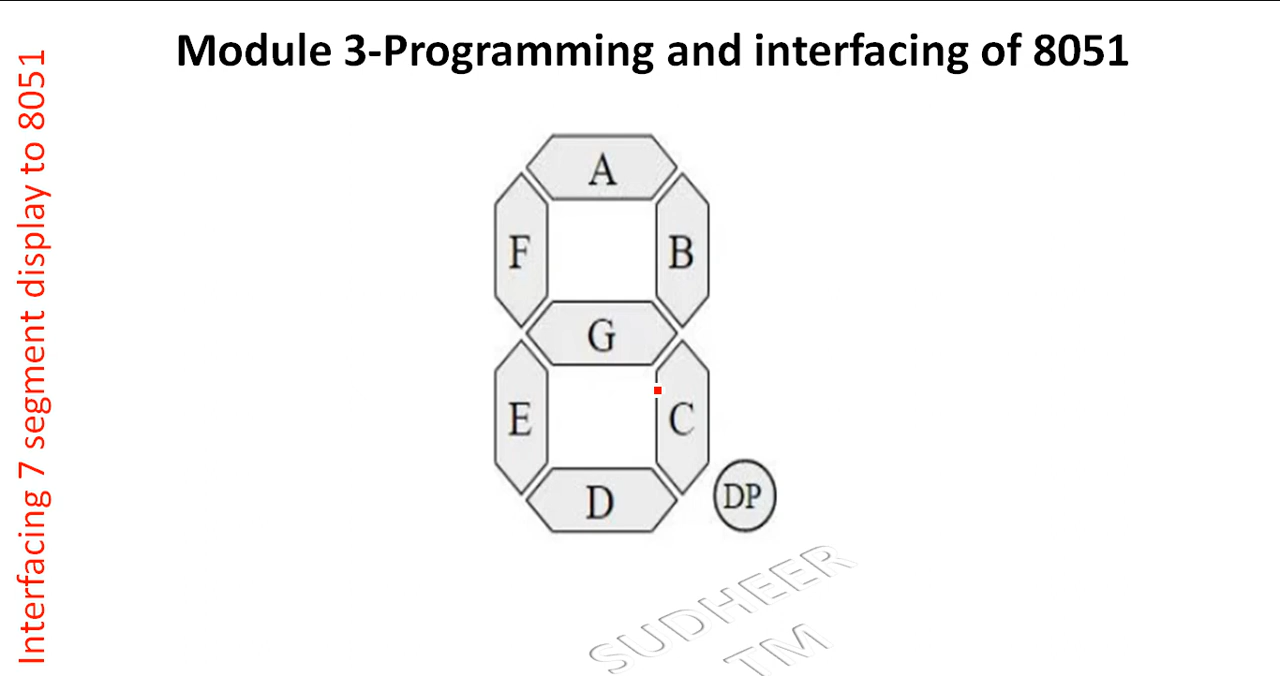 Module 3-Programming and interfacing of 8051
Interfacing 7 segment display to 8051
A
F
B
G
E
C
D
DP
SUDHEER
TM